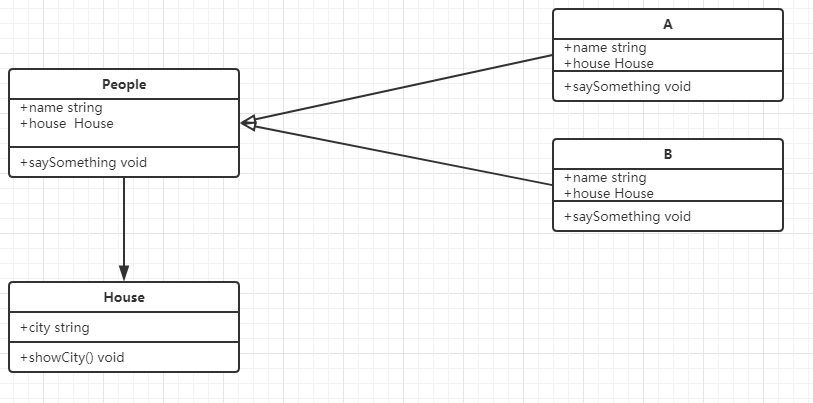 People
+name string
+house  House
+saySomething void
House
+city string
+showCity() void
A
+name string
+house House
+saySomething void
B
+name string
+house House
+saySomething void